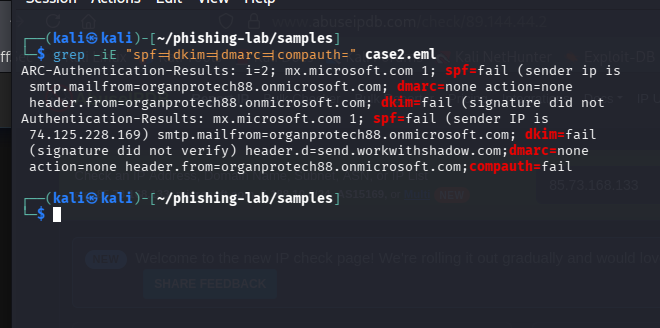 Session Actions Edit View Help
www.abuseipdb.com
┌──(kali㉿kali)-[~/phishing-lab/samples]
└─$ grep -iE "spf=|dkim=|dmarc=|compauth=" case2.eml
ARC-Authentication-Results: i=2; mx.microsoft.com 1; spf=fail (sender ip is
smtp.mailfrom=organprotech88.onmicrosoft.com; dmarc=none action=none
header.from=organprotech88.onmicrosoft.com; dkim=fail (signature did not
Authentication-Results: mx.microsoft.com 1; spf=fail (sender IP is
74.125.228.169) smtp.mailfrom=organprotech88.onmicrosoft.com; dkim=fail
(signature did not verify) header.d=send.workwithshadow.com;dmarc=none
action=none header.from=organprotech88.onmicrosoft.com;compauth=fail
┌──(kali㉿kali)-[~/phishing-lab/samples]
└─$
NEW
85.73.168.133
NEW Welcome to the new IP check page! We're rolling it out gradually and would lov
SHARE FEEDBACK